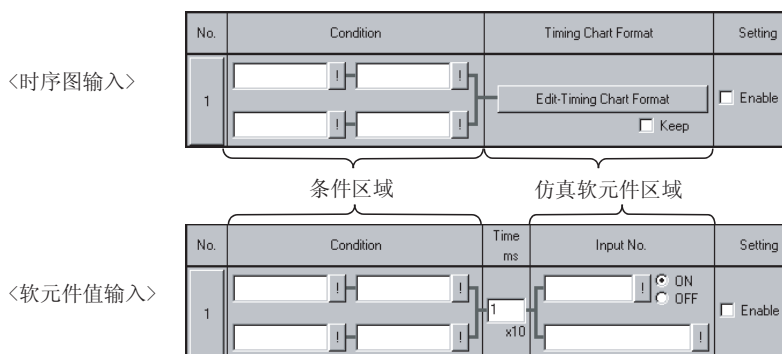 No. Condition Timing Chart Format Setting
<时序图输入>
1 ! ! Edit-Timing Chart Format Enable
! ! Keep
条件区域 仿真软元件区域
No. Condition Time ms Input No. Setting
<软元件值输入>
1 ! ! 1 x10 ! ON OFF Enable
! ! !